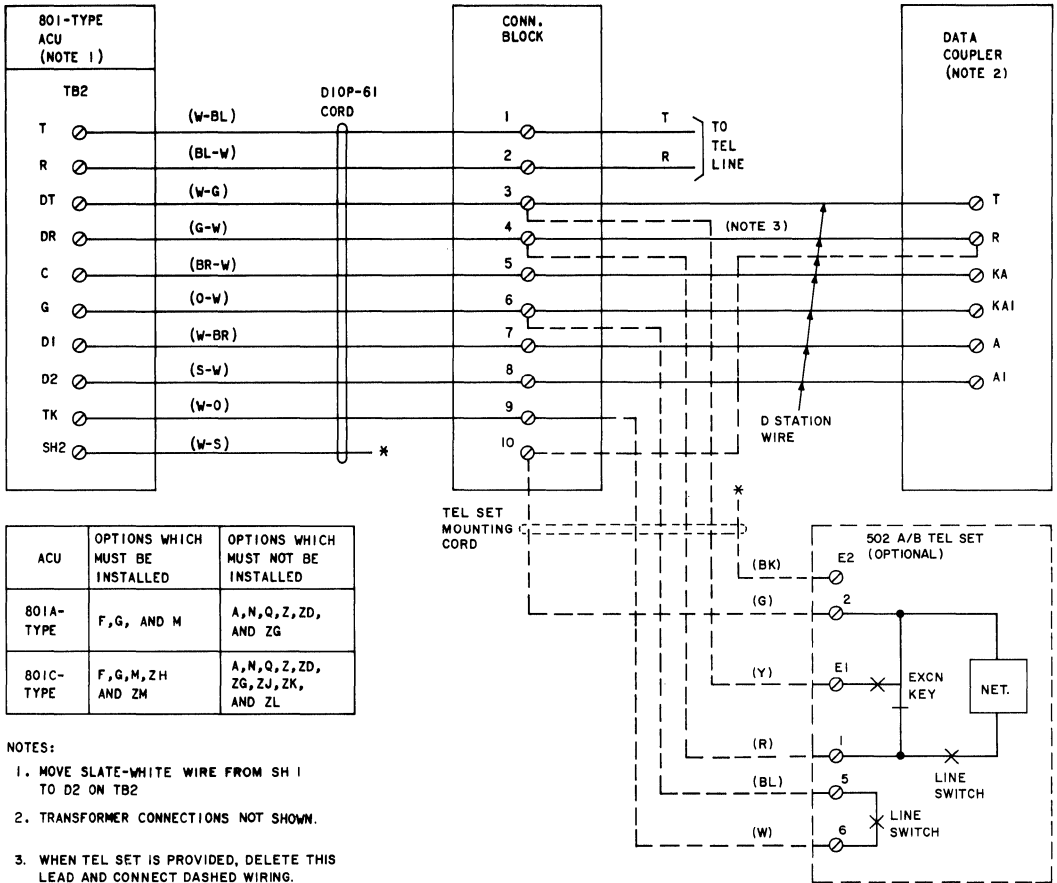 801-TYPE
ACU
(NOTE 1)
TB2
T
R
DT
DR
C
G
D1
D2
TK
SH2
(W-BL)
(BL-W)
(W-G)
(G-W)
(BR-W)
(O-W)
(W-BR)
(S-W)
(W-O)
(W-S)
*
D10P-61
CORD
CONN.
BLOCK
1
2
3
4
5
6
7
8
9
10
T
R
TO
TEL
LINE
(NOTE 3)
D STATION
WIRE
DATA
COUPLER
(NOTE 2)
T
R
KA
KA1
A
A1
TEL SET
MOUNTING
CORD
*
502 A/B TEL SET
(OPTIONAL)
(BK)
E2
(G)
2
(Y)
E1
EXCN
KEY
NET.
(R)
1
LINE
SWITCH
(BL)
5
LINE
SWITCH
(W)
6
ACU
OPTIONS WHICH
MUST BE
INSTALLED
OPTIONS WHICH
MUST NOT BE
INSTALLED
801A-
TYPE
F,G, AND M
A,N,Q,Z,ZD,
AND ZG
801C-
TYPE
F,G,M,ZH
AND ZM
A,N,Q,Z,ZD,
ZG,ZJ,ZK,
AND ZL
NOTES:
1. MOVE SLATE-WHITE WIRE FROM SH 1
TO D2 ON TB2
2. TRANSFORMER CONNECTIONS NOT SHOWN.
3. WHEN TEL SET IS PROVIDED, DELETE THIS
LEAD AND CONNECT DASHED WIRING.